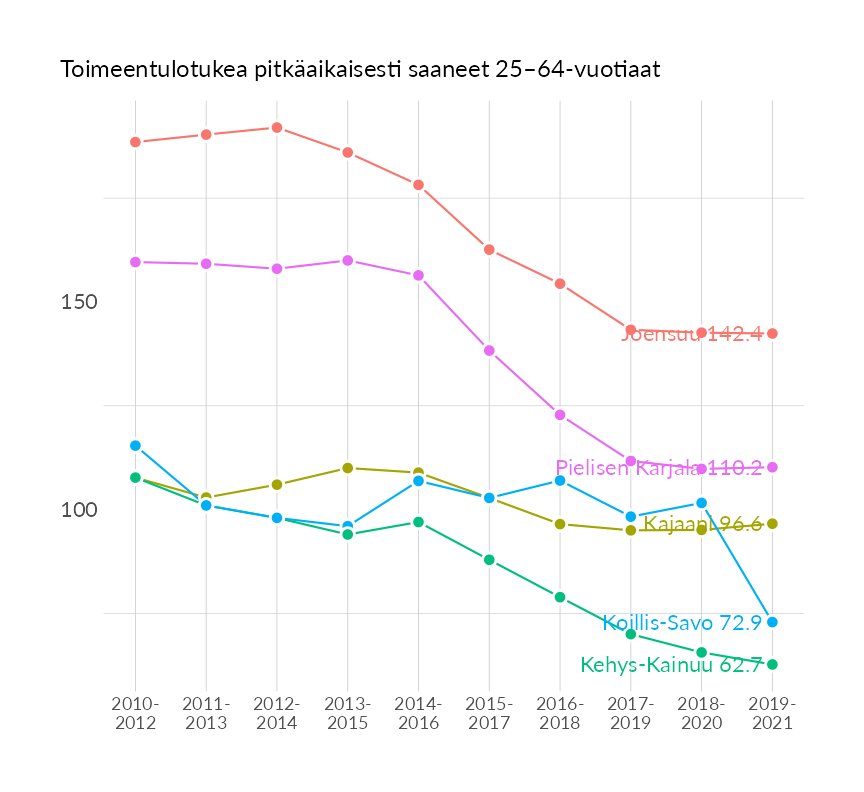 Toimeentulotukea pitkäaikaisesti saaneet 25–64-vuotiaat
150
Joensuu 142.4
Pielisen Karjala 110.2
100
Kajaani 96.6
Koillis-Savo 72.9
Kehys-Kainuu 62.7
2010- 2011- 2012- 2013- 2014- 2015- 2016- 2017- 2018- 2019-
2012 2013 2014 2015 2016 2017 2018 2019 2020 2021